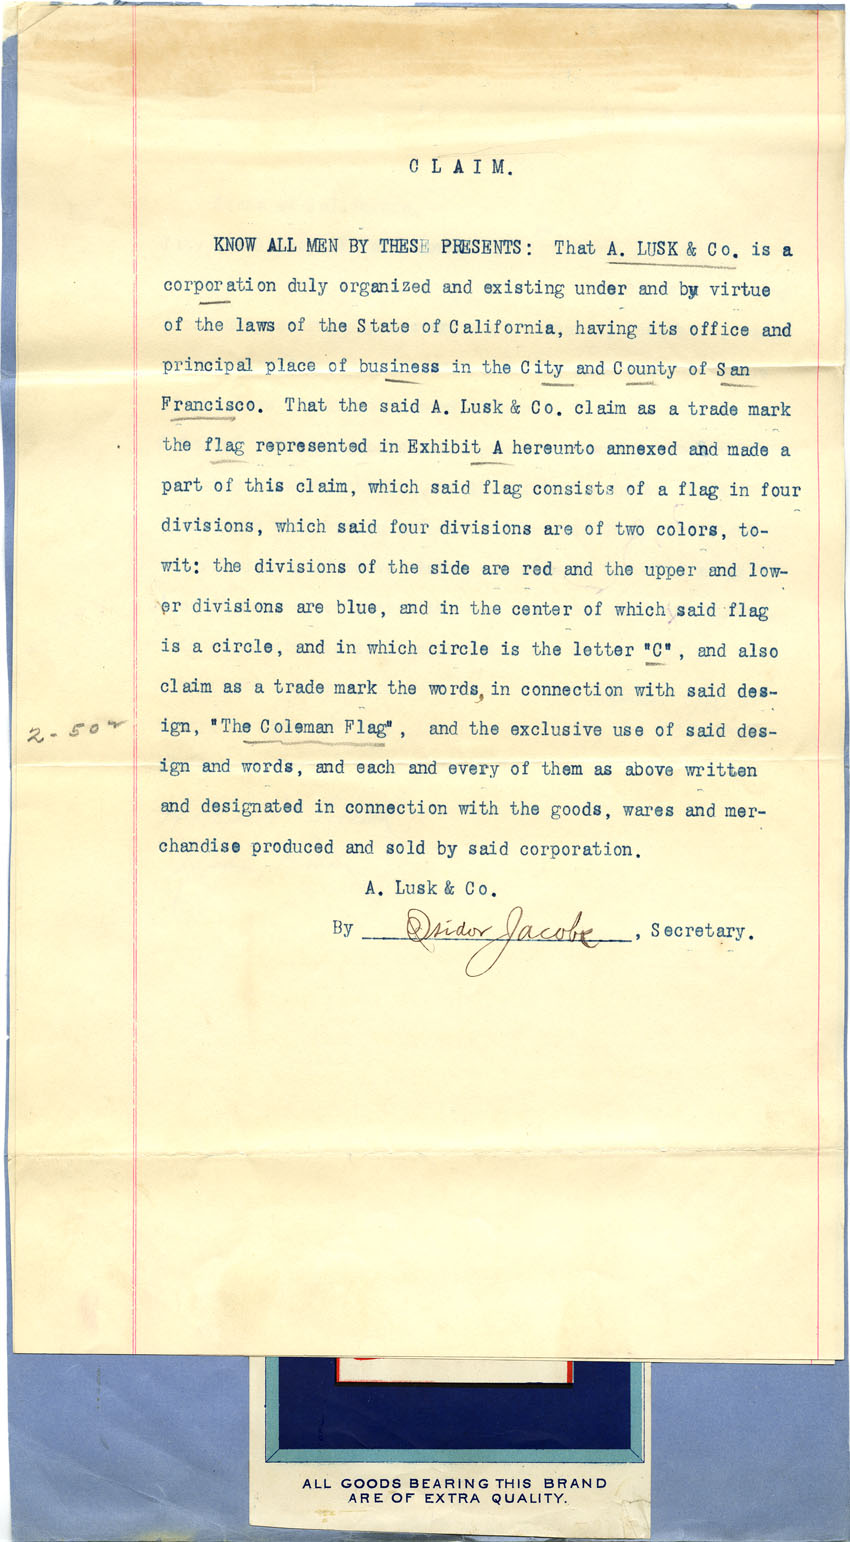 CLAIM.
KNOW ALL MEN BY THESE PRESENTS: That A. LUSK & Co. is a
corporation duly organized and existing under and by virtue
of the laws of the State of California, having its office and
principal place of business in the City and County of San
Francisco. That the said A. Lusk & Co. claim as a trade mark
the flag represented in Exhibit A hereunto annexed and made a
part of this claim, which said flag consists of a flag in four
divisions, which said four divisions are of two colors, to-
wit: the divisions of the side are red and the upper and low-
er divisions are blue, and in the center of which said flag
is a circle, and in which circle is the letter "C", and also
claim as a trade mark the words, in connection with said des-
ign, "The Coleman Flag", and the exclusive use of said des-
ign and words, and each and every of them as above written
and designated in connection with the goods, wares and mer-
chandise produced and sold by said corporation.
A. Lusk & Co.
By Isidor Jacobs, Secretary.
ALL GOODS BEARING THIS BRAND
ARE OF EXTRA QUALITY.